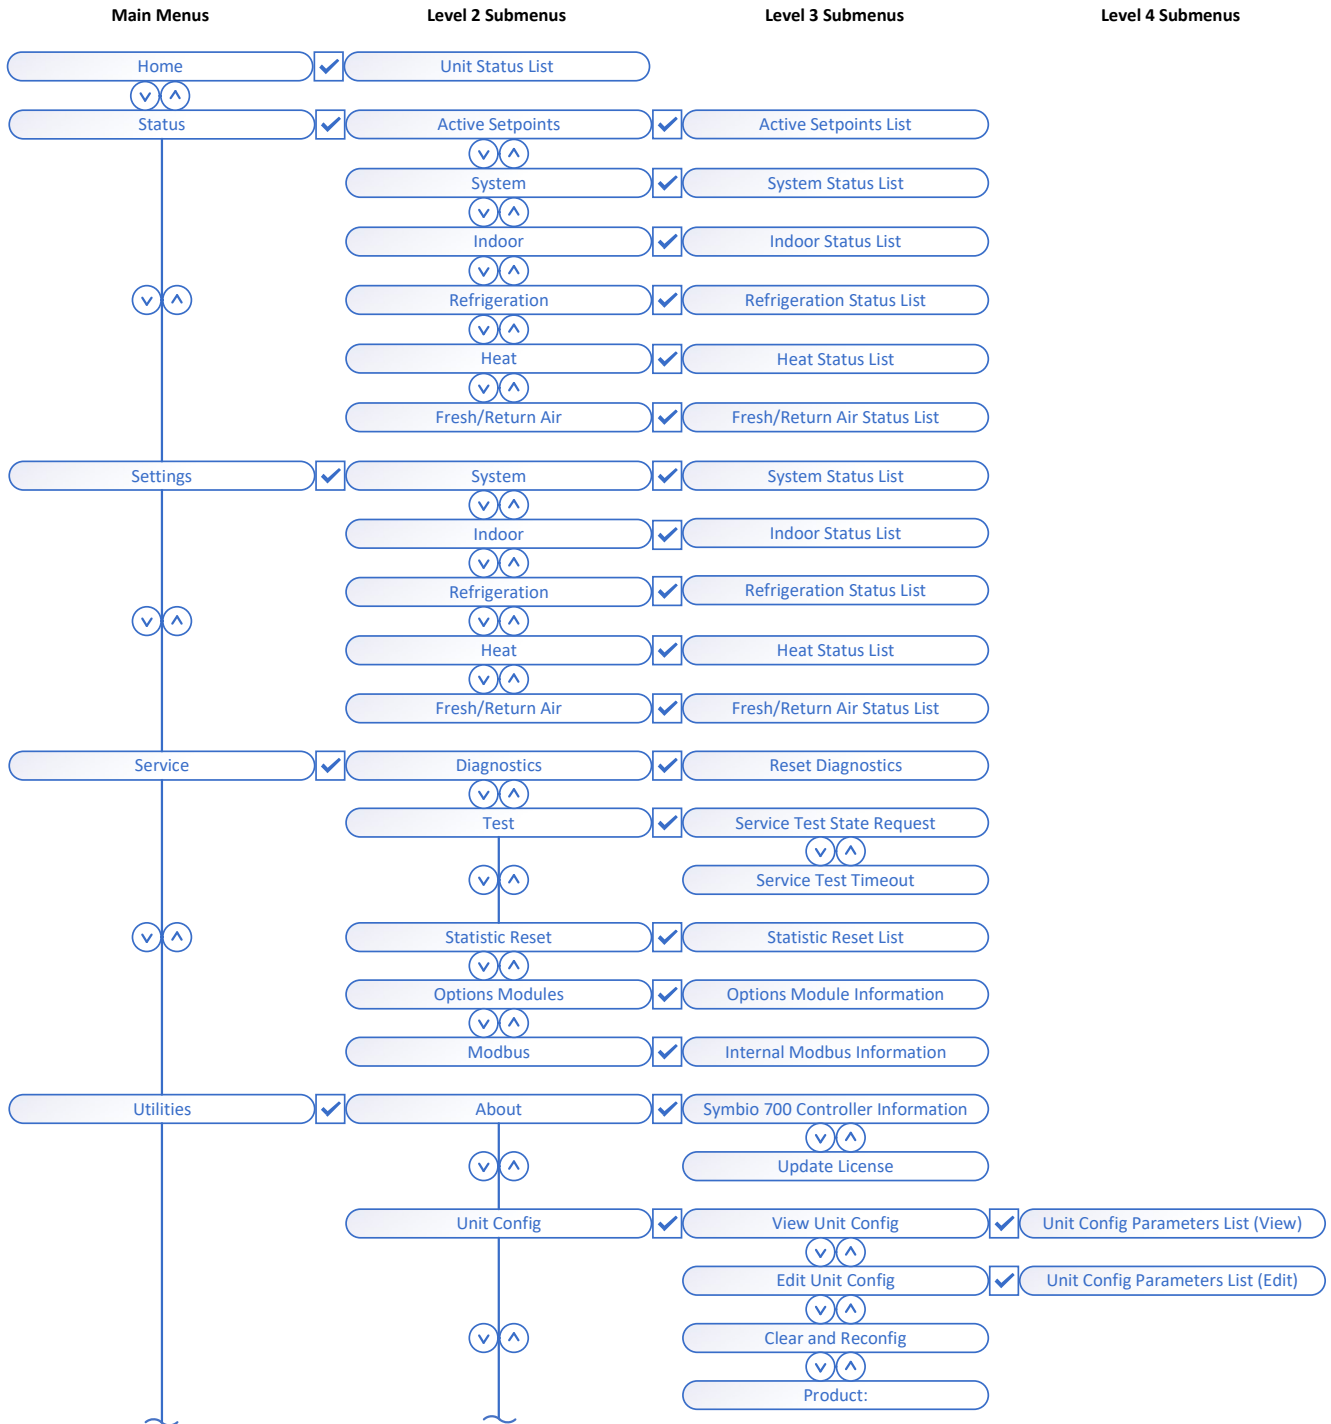 Main Menus Level 2 Submenus Level 3 Submenus Level 4 Submenus
Home Unit Status List
Status Active Setpoints Active Setpoints List
System System Status List
Indoor Indoor Status List
Refrigeration Refrigeration Status List
Heat Heat Status List
Fresh/Return Air Fresh/Return Air Status List
Settings System System Status List
Indoor Indoor Status List
Refrigeration Refrigeration Status List
Heat Heat Status List
Fresh/Return Air Fresh/Return Air Status List
Service Diagnostics Reset Diagnostics
Test Service Test State Request
Service Test Timeout
Statistic Reset Statistic Reset List
Options Modules Options Module Information
Modbus Internal Modbus Information
Utilities About Symbio 700 Controller Information
Update License
Unit Config View Unit Config Unit Config Parameters List (View)
Edit Unit Config Unit Config Parameters List (Edit)
Clear and Reconfig
Product: